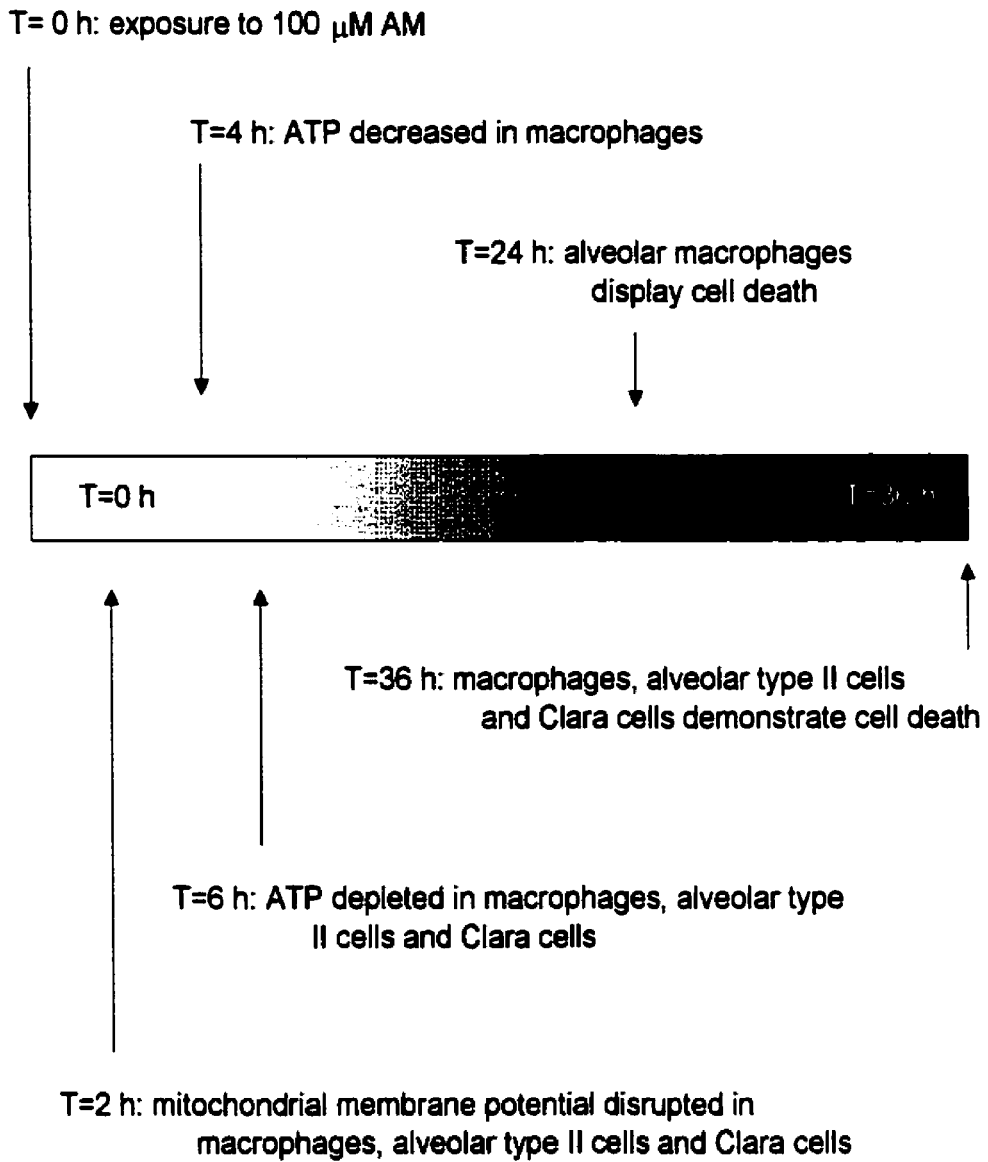 T= 0 h: exposure to 100 μM AM
T=4 h: ATP decreased in macrophages
T=24 h: alveolar macrophages
display cell death
T=0 h
T=36 h: macrophages, alveolar type II cells
and Clara cells demonstrate cell death
T=6 h: ATP depleted in macrophages, alveolar type
II cells and Clara cells
T=2 h: mitochondrial membrane potential disrupted in
macrophages, alveolar type II cells and Clara cells